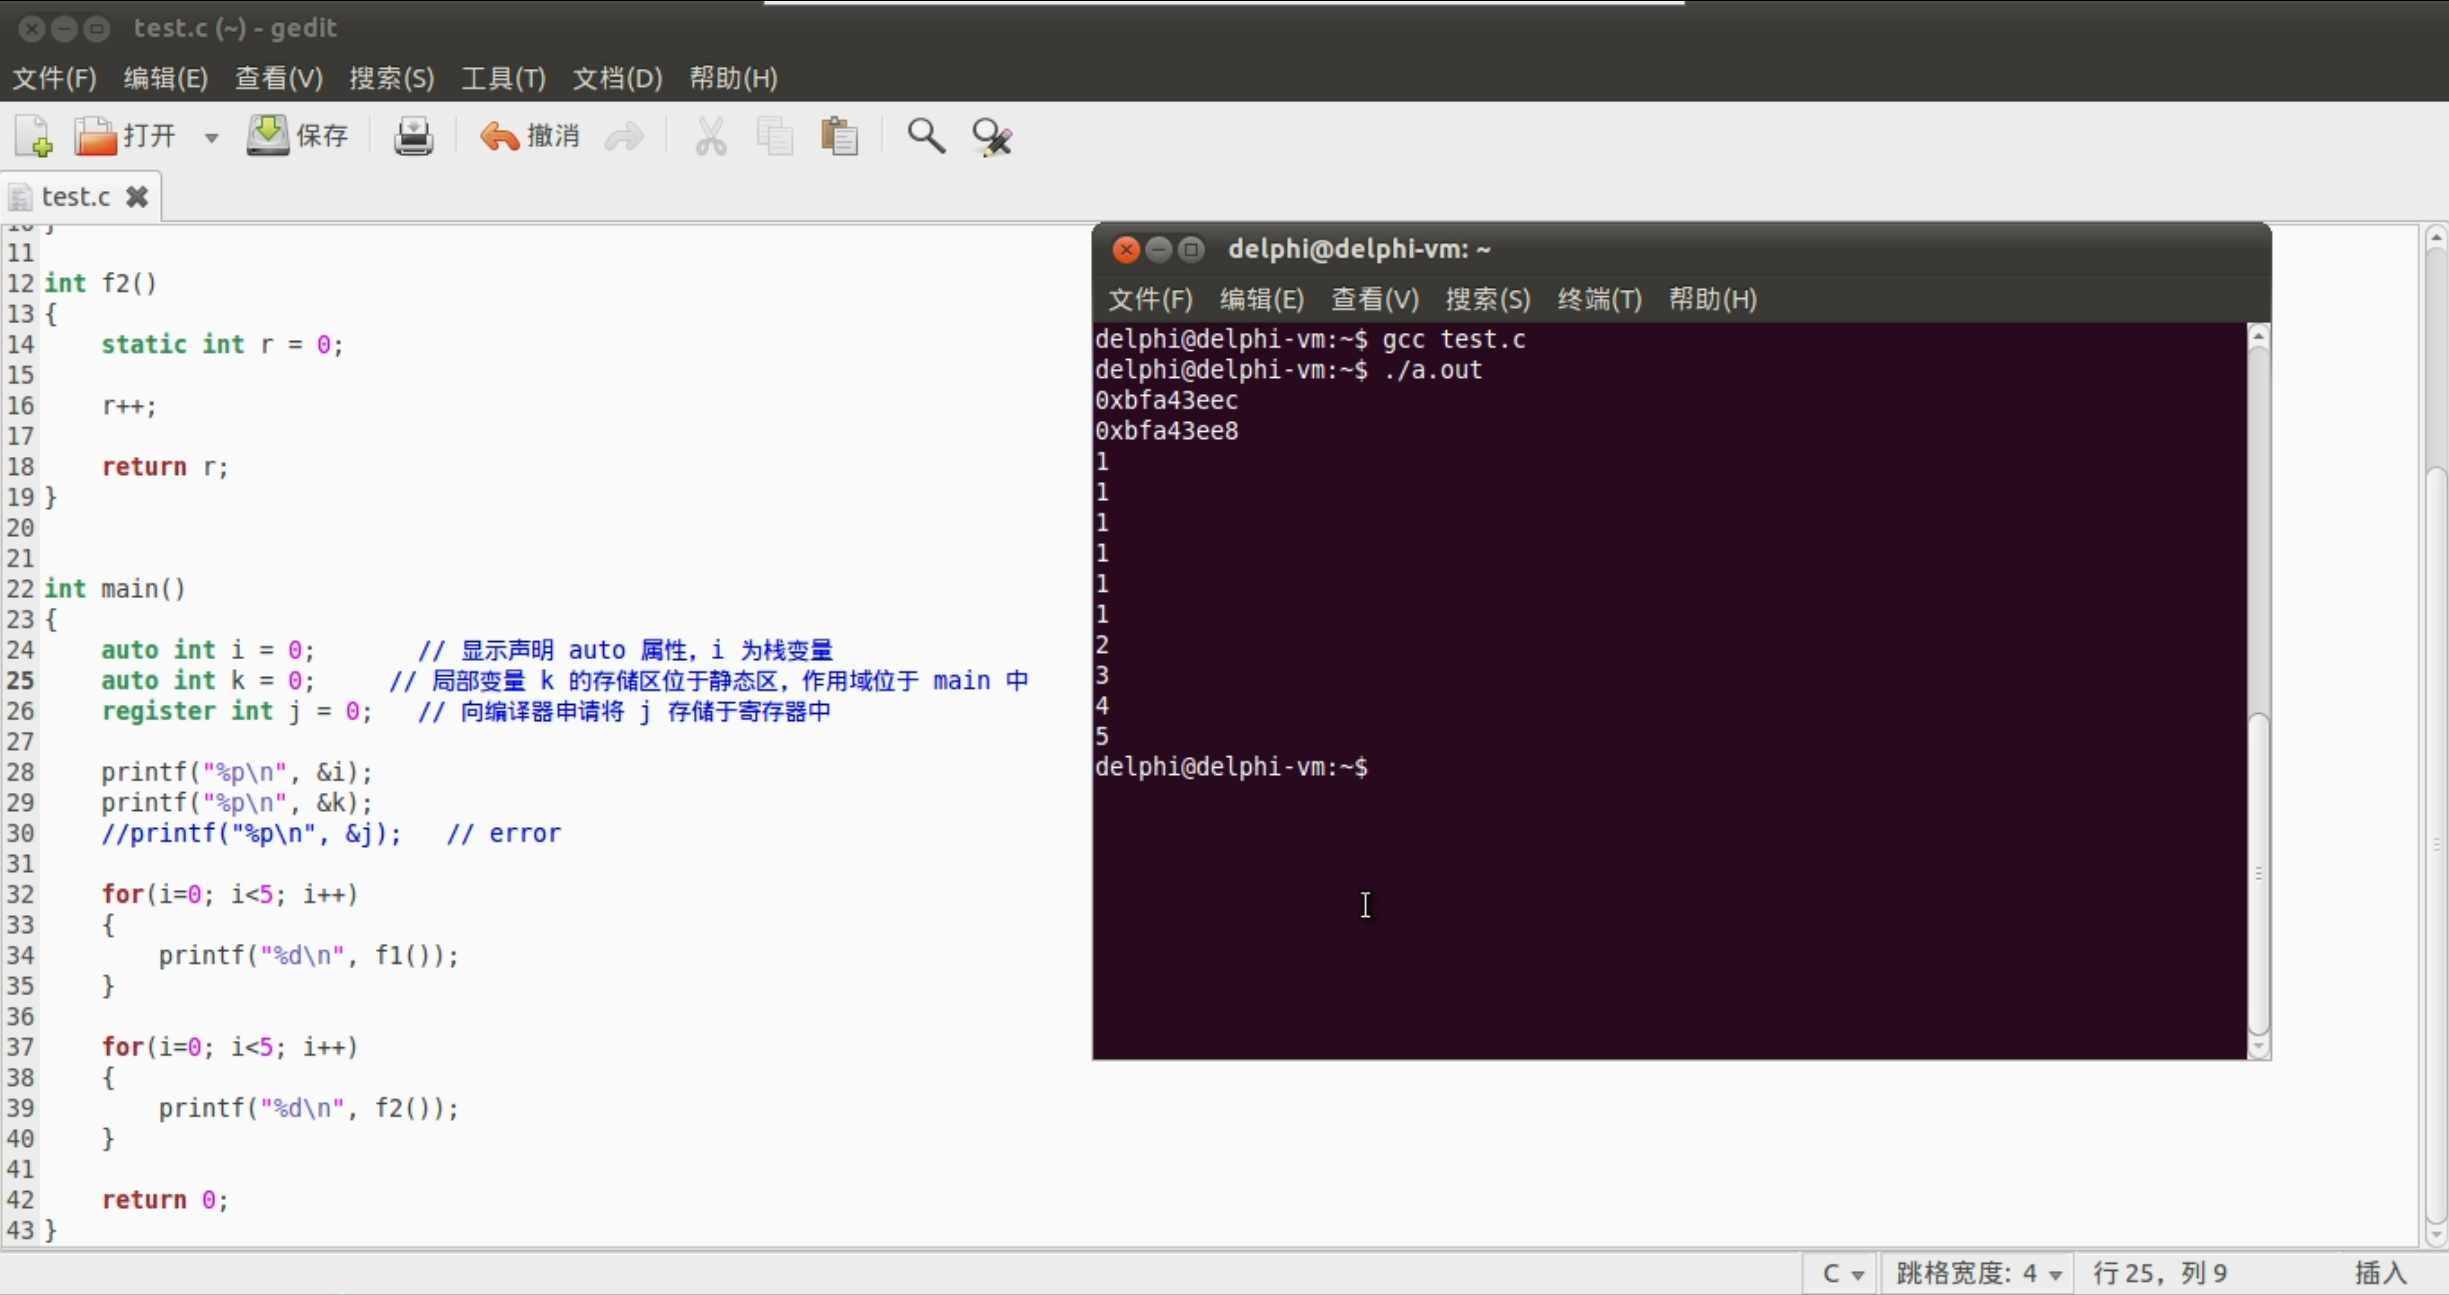 test.c (~) - gedit
文件(F) 编辑(E) 查看(V) 搜索(S) 工具(T) 文档(D) 帮助(H)
打开 保存 撤消
test.c
11
12 int f2()
13 {
14     static int r = 0;
15
16     r++;
17
18     return r;
19 }
20
21
22 int main()
23 {
24     auto int i = 0;       // 显示声明 auto 属性，i 为栈变量
25     auto int k = 0;     // 局部变量 k 的存储区位于静态区，作用域位于 main 中
26     register int j = 0;   // 向编译器申请将 j 存储于寄存器中
27
28     printf("%p\n", &i);
29     printf("%p\n", &k);
30     //printf("%p\n", &j);   // error
31
32     for(i=0; i<5; i++)
33     {
34         printf("%d\n", f1());
35     }
36
37     for(i=0; i<5; i++)
38     {
39         printf("%d\n", f2());
40     }
41
42     return 0;
43 }
delphi@delphi-vm: ~
文件(F) 编辑(E) 查看(V) 搜索(S) 终端(T) 帮助(H)
delphi@delphi-vm:~$ gcc test.c
delphi@delphi-vm:~$ ./a.out
0xbfa43eec
0xbfa43ee8
1
1
1
1
1
1
2
3
4
5
delphi@delphi-vm:~$
C 跳格宽度: 4 行 25，列 9 插入